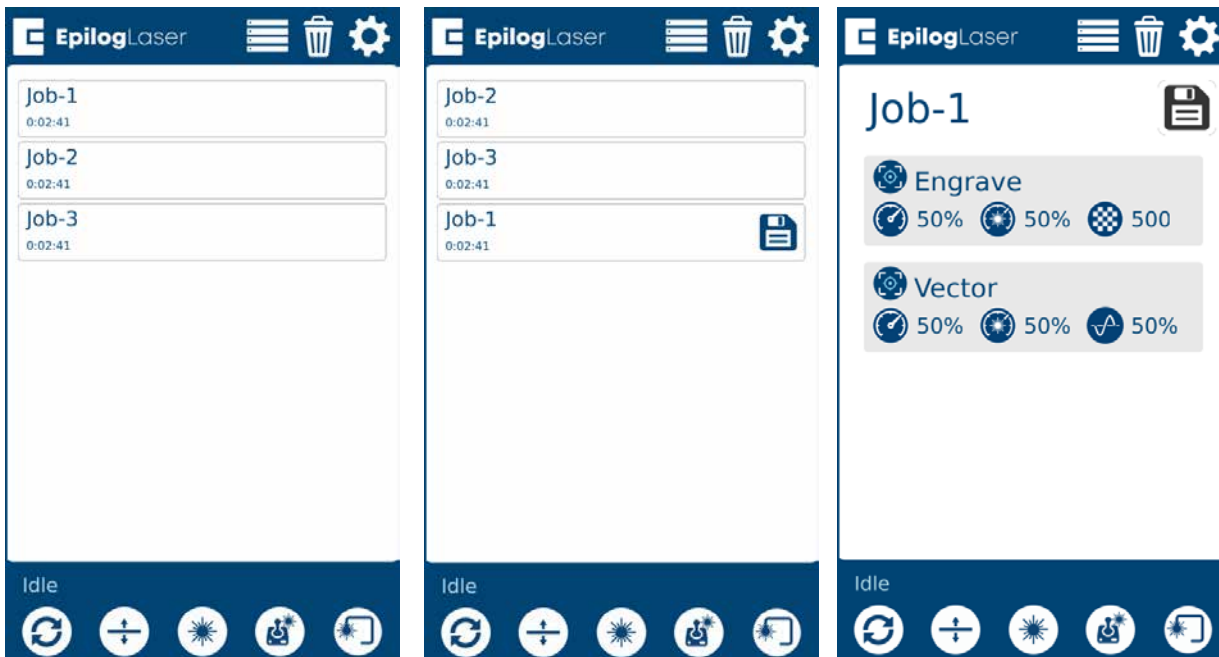 EpilogLaser
Job-1
0:02:41
Job-2
0:02:41
Job-3
0:02:41
Idle
EpilogLaser
Job-2
0:02:41
Job-3
0:02:41
Job-1
0:02:41
Idle
EpilogLaser
Job-1
Engrave
50% 50% 500
Vector
50% 50% 50%
Idle